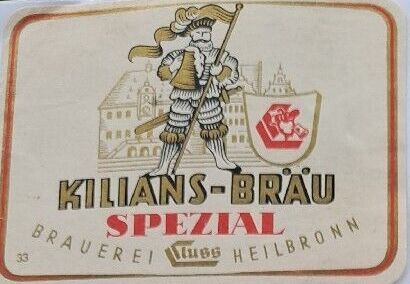 KILIANS-BRÄU
SPEZIAL
BRAUEREI Cluss HEILBRONN
33